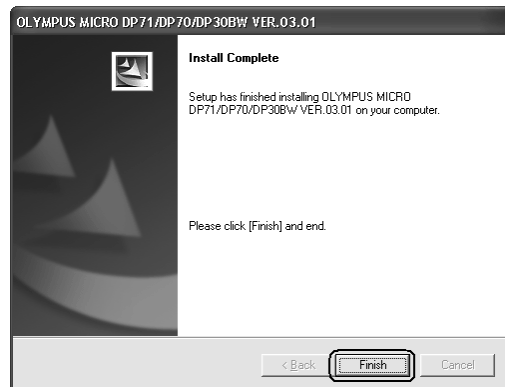 OLYMPUS MICRO DP71/DP70/DP30BW VER.03.01
Install Complete
Setup has finished installing OLYMPUS MICRO
DP71/DP70/DP30BW VER.03.01 on your computer.
Please click [Finish] and end.
< Back Finish Cancel